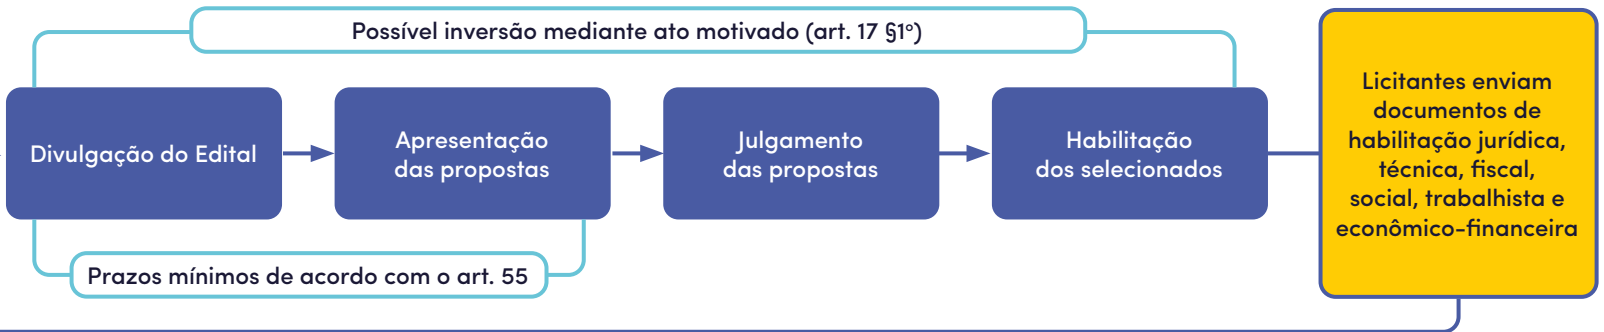 Possível inversão mediante ato motivado (art. 17 §1º)
Divulgação do Edital
Apresentação
das propostas
Julgamento
das propostas
Habilitação
dos selecionados
Licitantes enviam
documentos de
habilitação jurídica,
técnica, fiscal,
social, trabalhista e
econômico-financeira
Prazos mínimos de acordo com o art. 55